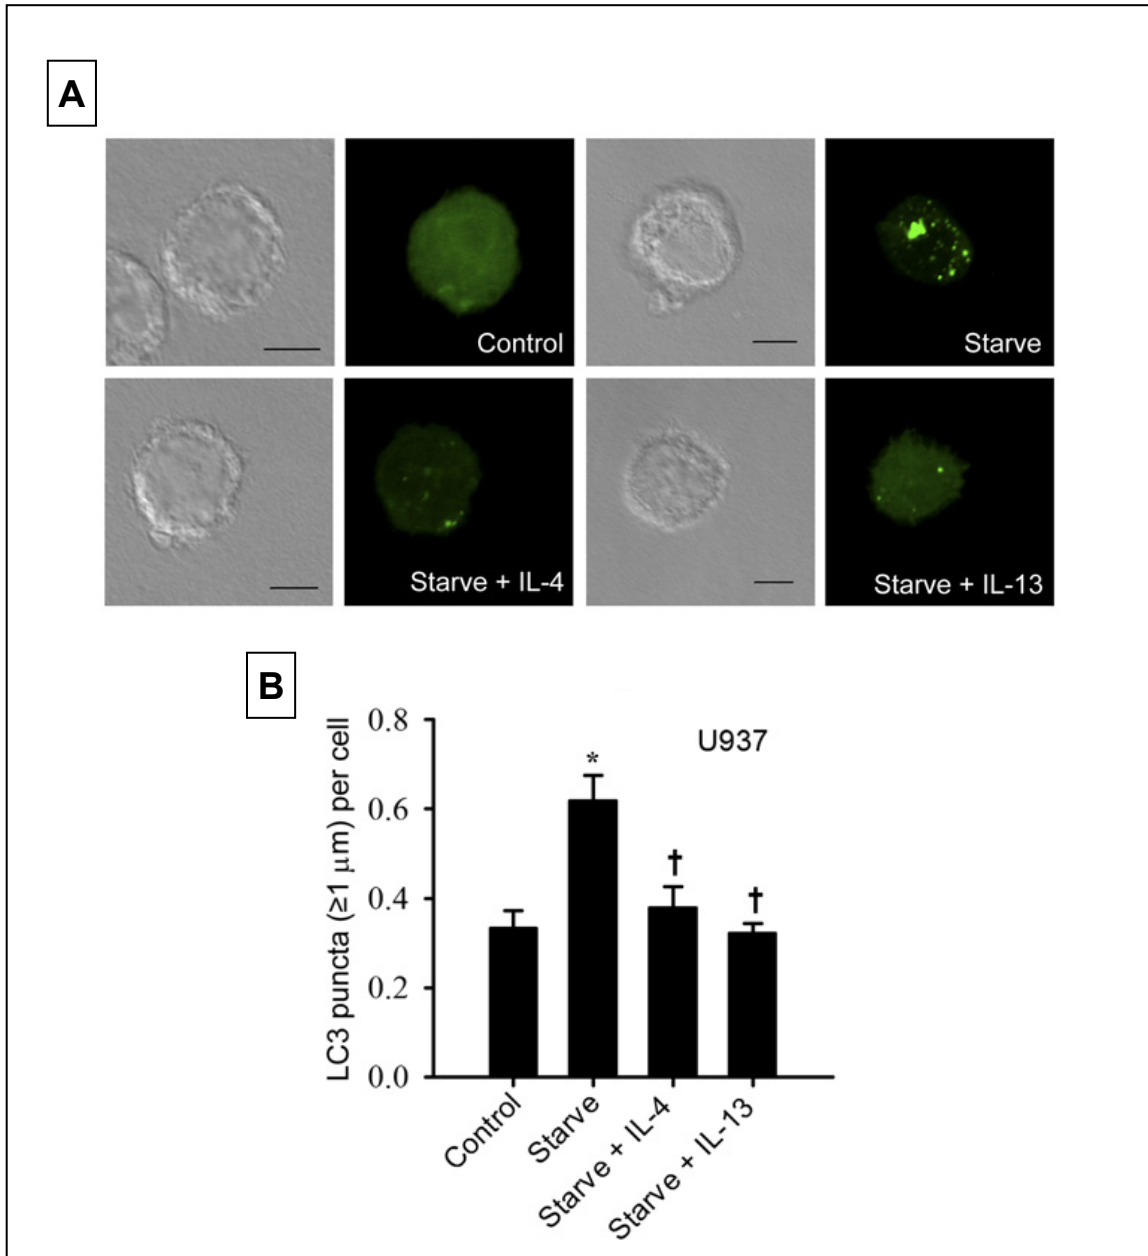 A
Control
Starve
Starve + IL-4
Starve + IL-13
B
U937
LC3 puncta (≥1 μm) per cell
0.8
0.6
0.4
0.2
0.0
*
†
†
Control
Starve
Starve + IL-4
Starve + IL-13